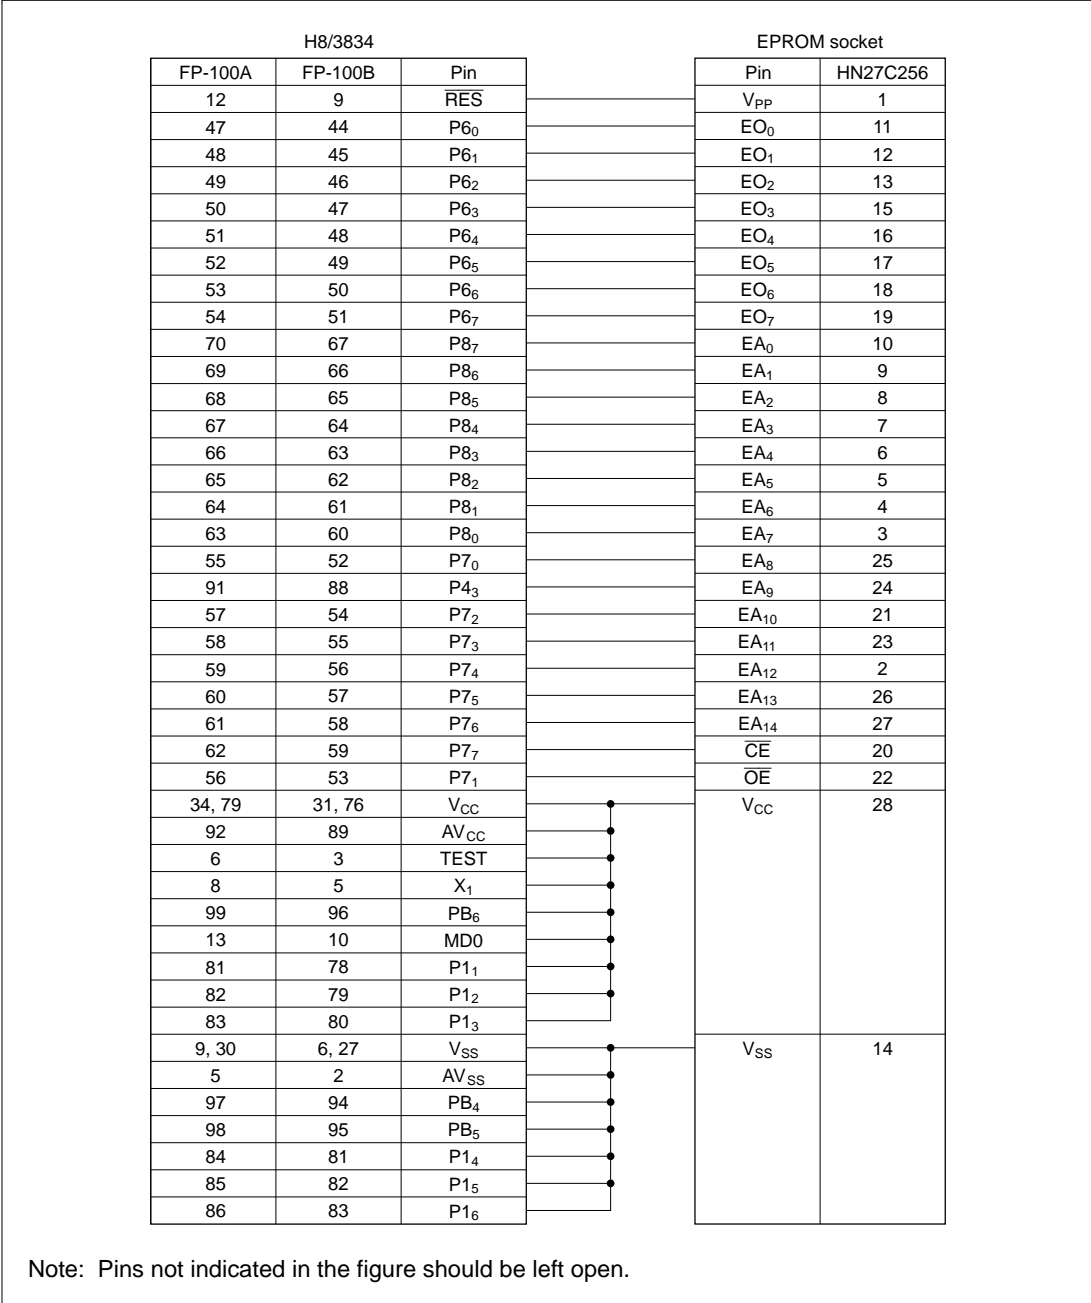 H8/3834 EPROM socket
FP-100A FP-100B Pin Pin HN27C256
12 9 R̅E̅S̅ V_PP 1
47 44 P6₀ EO₀ 11
48 45 P6₁ EO₁ 12
49 46 P6₂ EO₂ 13
50 47 P6₃ EO₃ 15
51 48 P6₄ EO₄ 16
52 49 P6₅ EO₅ 17
53 50 P6₆ EO₆ 18
54 51 P6₇ EO₇ 19
70 67 P8₇ EA₀ 10
69 66 P8₆ EA₁ 9
68 65 P8₅ EA₂ 8
67 64 P8₄ EA₃ 7
66 63 P8₃ EA₄ 6
65 62 P8₂ EA₅ 5
64 61 P8₁ EA₆ 4
63 60 P8₀ EA₇ 3
55 52 P7₀ EA₈ 25
91 88 P4₃ EA₉ 24
57 54 P7₂ EA₁₀ 21
58 55 P7₃ EA₁₁ 23
59 56 P7₄ EA₁₂ 2
60 57 P7₅ EA₁₃ 26
61 58 P7₆ EA₁₄ 27
62 59 P7₇ C̅E̅ 20
56 53 P7₁ O̅E̅ 22
34, 79 31, 76 V_CC V_CC 28
92 89 AV_CC
6 3 TEST
8 5 X₁
99 96 PB₆
13 10 MD0
81 78 P1₁
82 79 P1₂
83 80 P1₃
9, 30 6, 27 V_SS V_SS 14
5 2 AV_SS
97 94 PB₄
98 95 PB₅
84 81 P1₄
85 82 P1₅
86 83 P1₆
Note: Pins not indicated in the figure should be left open.